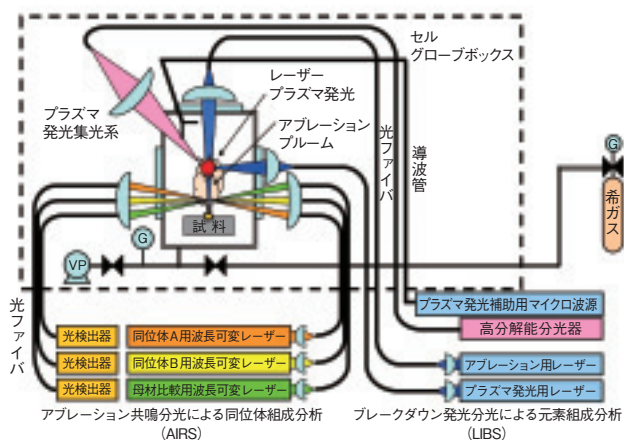 セル
グローブボックス
レーザー
プラズマ発光
プラズマ
発光集光系
アブレーション
プルーム
光ファイバ
導波管
G
希ガス
試料
G
VP
光ファイバ
プラズマ発光補助用マイクロ波源
高分解能分光器
光検出器
同位体A用波長可変レーザー
光検出器
同位体B用波長可変レーザー
光検出器
母材比較用波長可変レーザー
アブレーション用レーザー
プラズマ発光用レーザー
アブレーション共鳴分光による同位体組成分析
(AIRS)
ブレークダウン発光分光による元素組成分析
(LIBS)